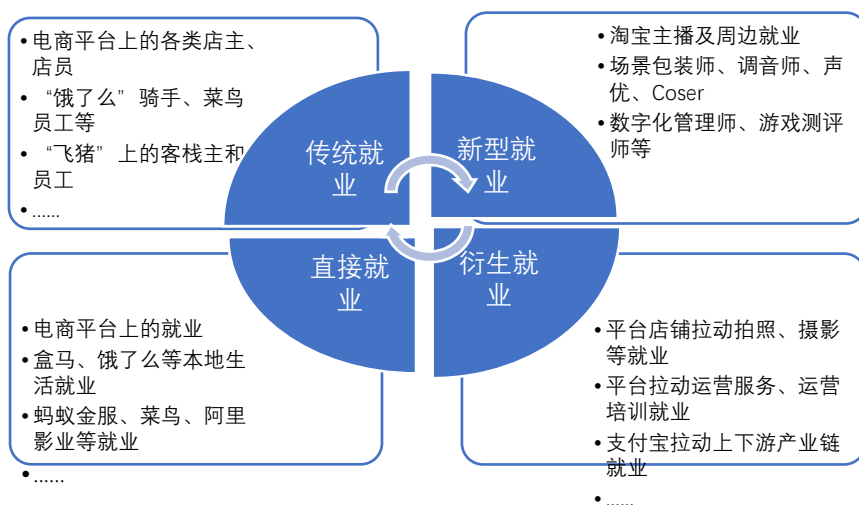 •电商平台上的各类店主、
店员
•“饿了么”骑手、菜鸟
员工等
•“飞猪”上的客栈主和
员工
•......
传统就
业
新型就
业
•淘宝主播及周边就业
•场景包装师、调音师、声
优、Coser
•数字化管理师、游戏测评
师等
直接就
业
衍生就
业
•电商平台上的就业
•盒马、饿了么等本地生
活就业
•蚂蚁金服、菜鸟、阿里
影业等就业
•......
•平台店铺拉动拍照、摄影
等就业
•平台拉动运营服务、运营
培训就业
•支付宝拉动上下游产业链
就业
•......